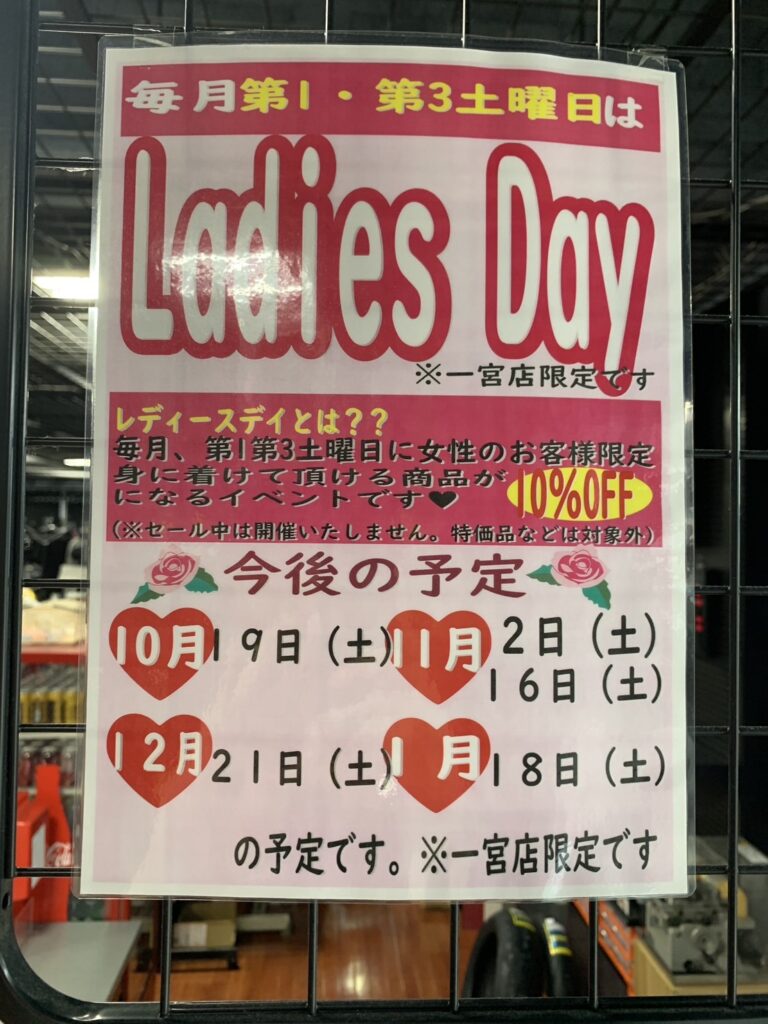 毎月第1・第3土曜日は
Ladies Day
※一宮店限定です
レディースデイとは??
毎月、第1第3土曜日に女性のお客様限定
身に着けて頂ける商品が 10%OFF
になるイベントです♥
(※セール中は開催いたしません。特価品などは対象外)
今後の予定
10月 19日(土) 11月 2日(土)
16日(土)
12月 21日(土) 1月 18日(土)
の予定です。※一宮店限定です